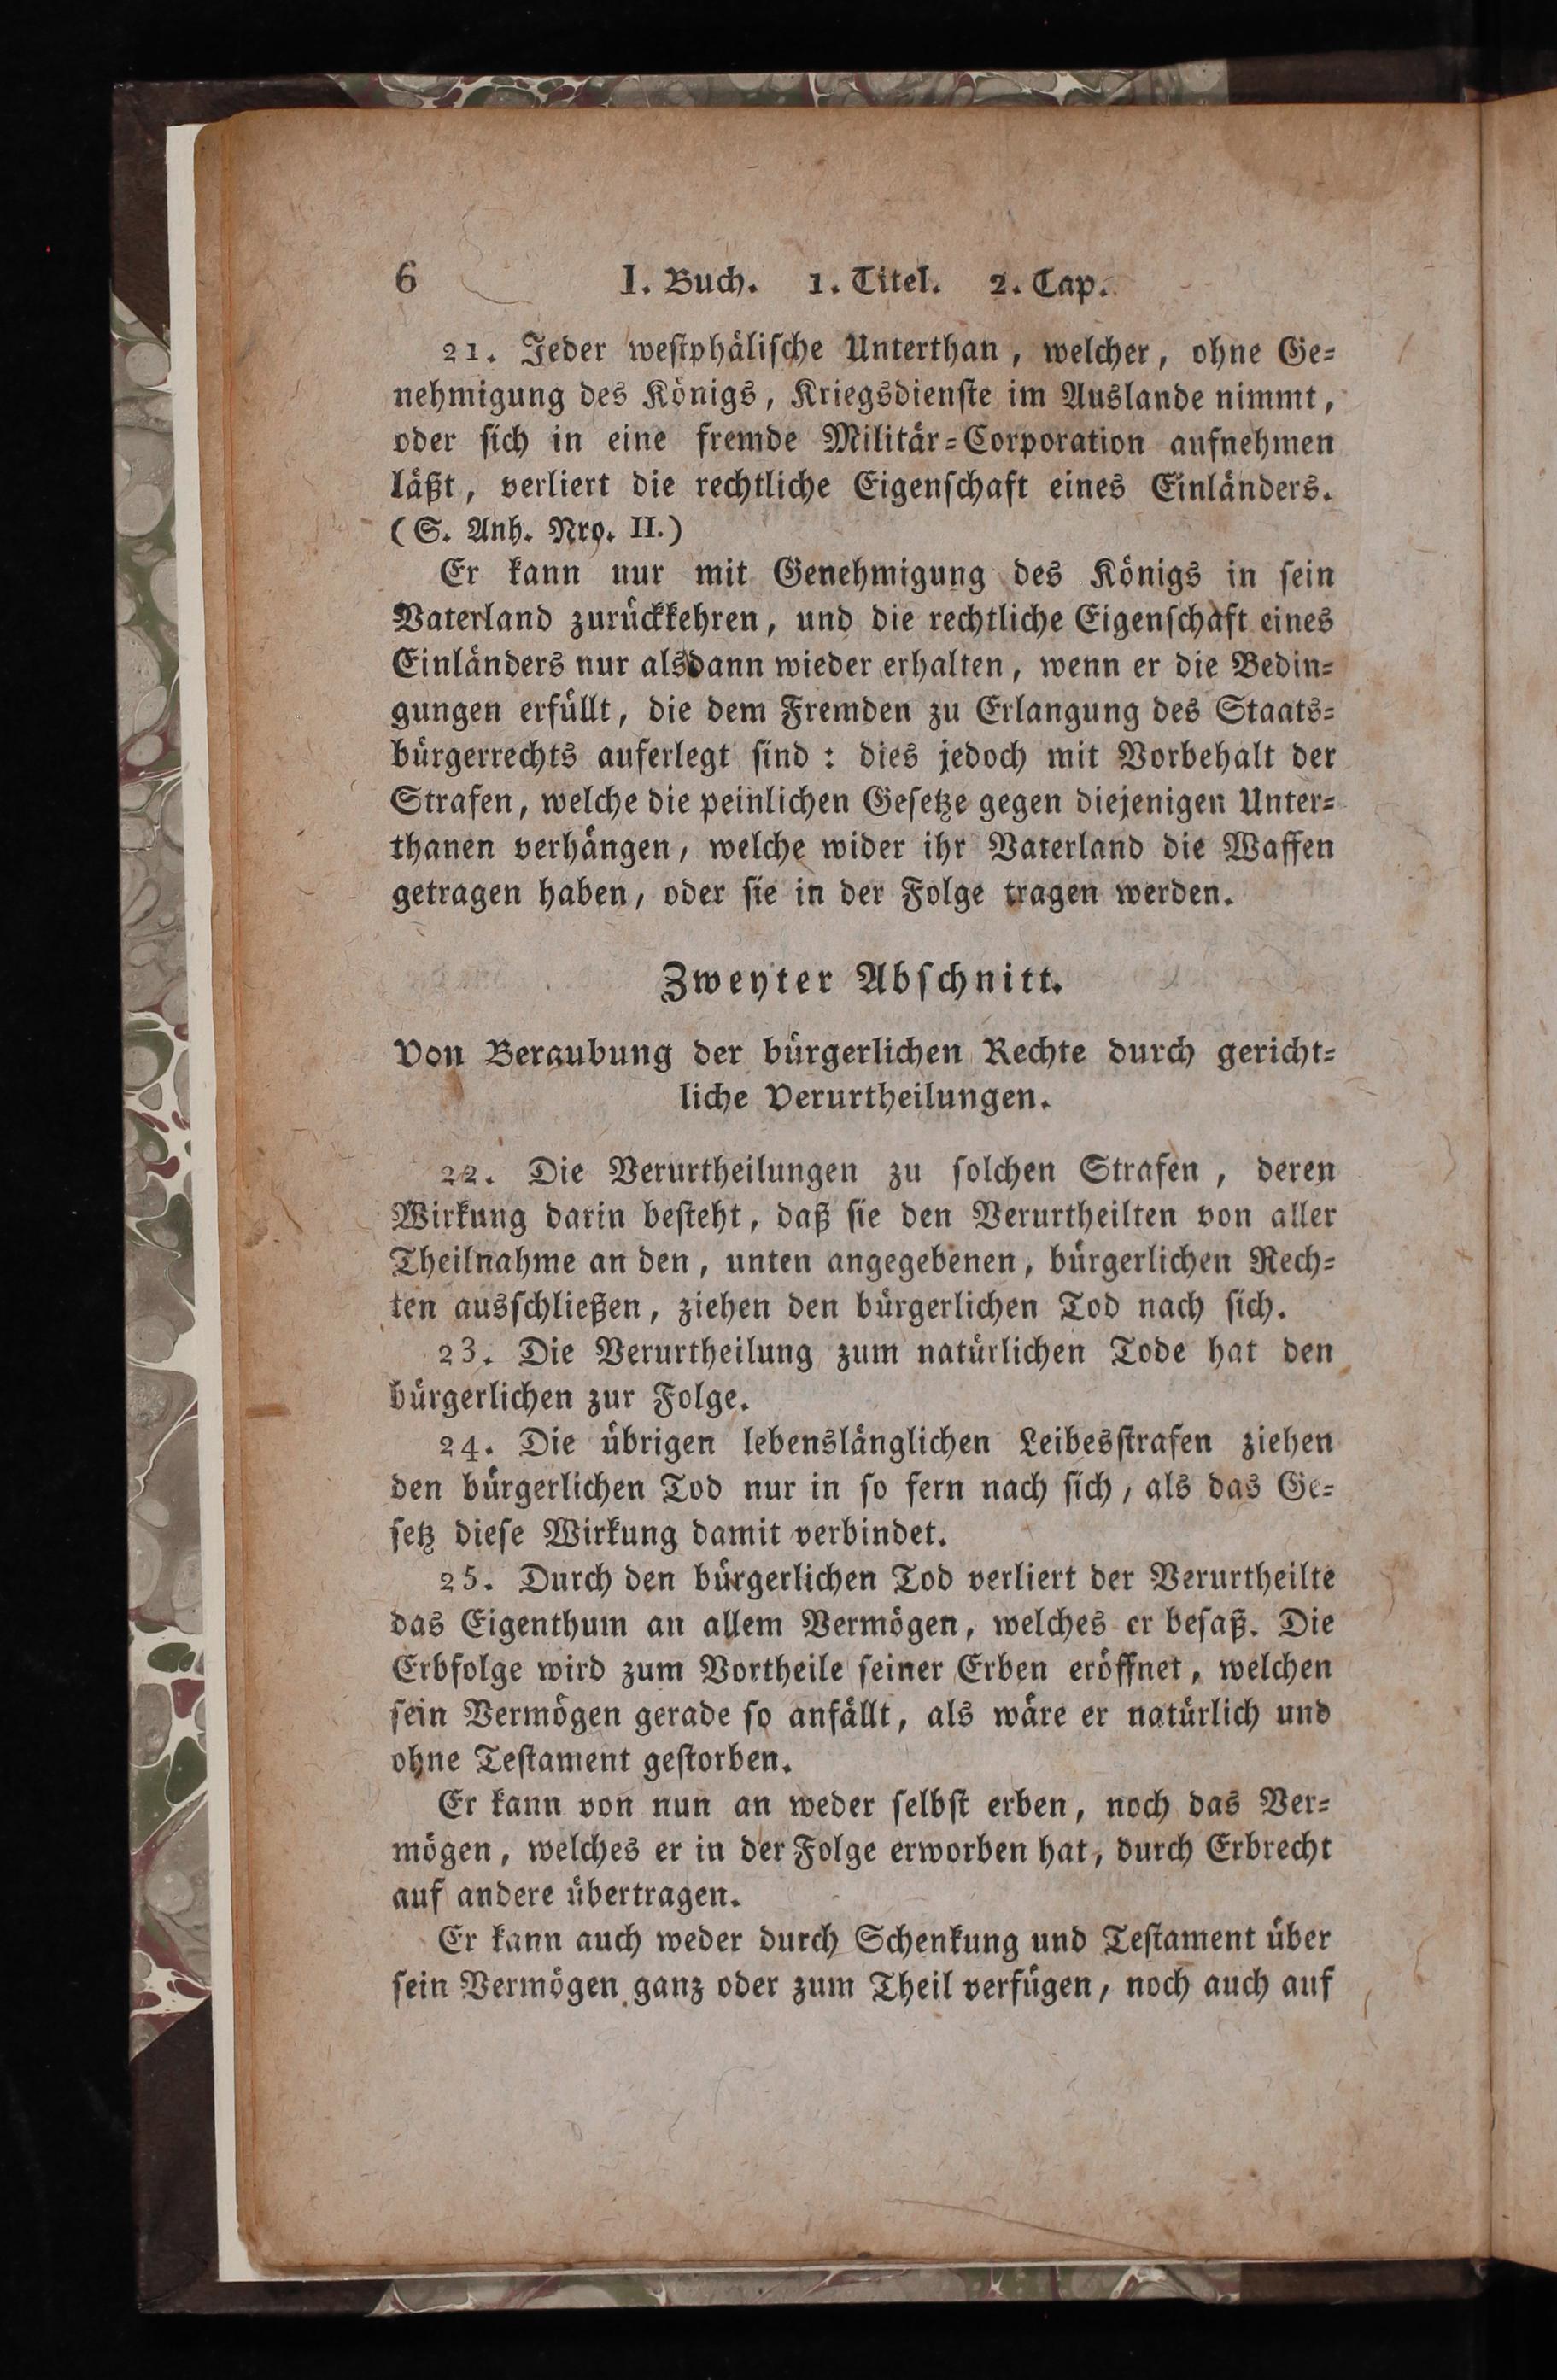 6 I. Buch. 1. Titel. 2. Cap.
21. Jeder westphälische Unterthan, welcher, ohne Ge-
nehmigung des Königs, Kriegsdienste im Auslande nimmt,
oder sich in eine fremde Militär-Corporation aufnehmen
läßt, verliert die rechtliche Eigenschaft eines Einländers.
(S. Anh. Nro. II.)
Er kann nur mit Genehmigung des Königs in sein
Vaterland zurückkehren, und die rechtliche Eigenschaft eines
Einländers nur alsdann wieder erhalten, wenn er die Bedin-
gungen erfüllt, die dem Fremden zu Erlangung des Staats-
bürgerrechts auferlegt sind: dies jedoch mit Vorbehalt der
Strafen, welche die peinlichen Gesetze gegen diejenigen Unter-
thanen verhängen, welche wider ihr Vaterland die Waffen
getragen haben, oder sie in der Folge tragen werden.
Zweyter Abschnitt.
Von Beraubung der bürgerlichen Rechte durch gericht-
liche Verurtheilungen.
22. Die Verurtheilungen zu solchen Strafen, deren
Wirkung darin besteht, daß sie den Verurtheilten von aller
Theilnahme an den, unten angegebenen, bürgerlichen Rech-
ten ausschließen, ziehen den bürgerlichen Tod nach sich.
23. Die Verurtheilung zum natürlichen Tode hat den
bürgerlichen zur Folge.
24. Die übrigen lebenslänglichen Leibesstrafen ziehen
den bürgerlichen Tod nur in so fern nach sich, als das Ge-
setz diese Wirkung damit verbindet.
25. Durch den bürgerlichen Tod verliert der Verurtheilte
das Eigenthum an allem Vermögen, welches er besaß. Die
Erbfolge wird zum Vortheile seiner Erben eröffnet, welchen
sein Vermögen gerade so anfällt, als wäre er natürlich und
ohne Testament gestorben.
Er kann von nun an weder selbst erben, noch das Ver-
mögen, welches er in der Folge erworben hat, durch Erbrecht
auf andere übertragen.
Er kann auch weder durch Schenkung und Testament über
sein Vermögen ganz oder zum Theil verfügen, noch auch auf